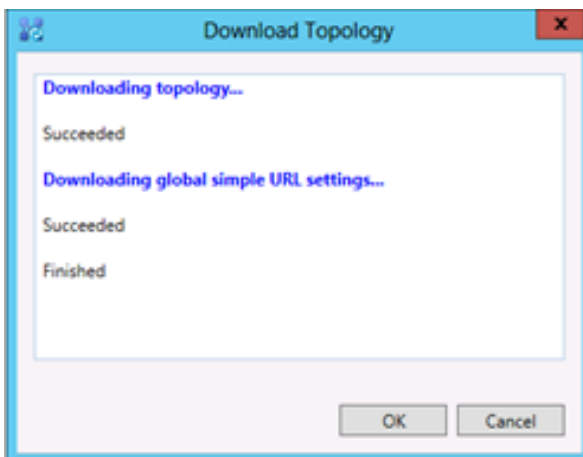 Download Topology
x
Downloading topology...
Succeeded
Downloading global simple URL settings...
Succeeded
Finished
OK
Cancel